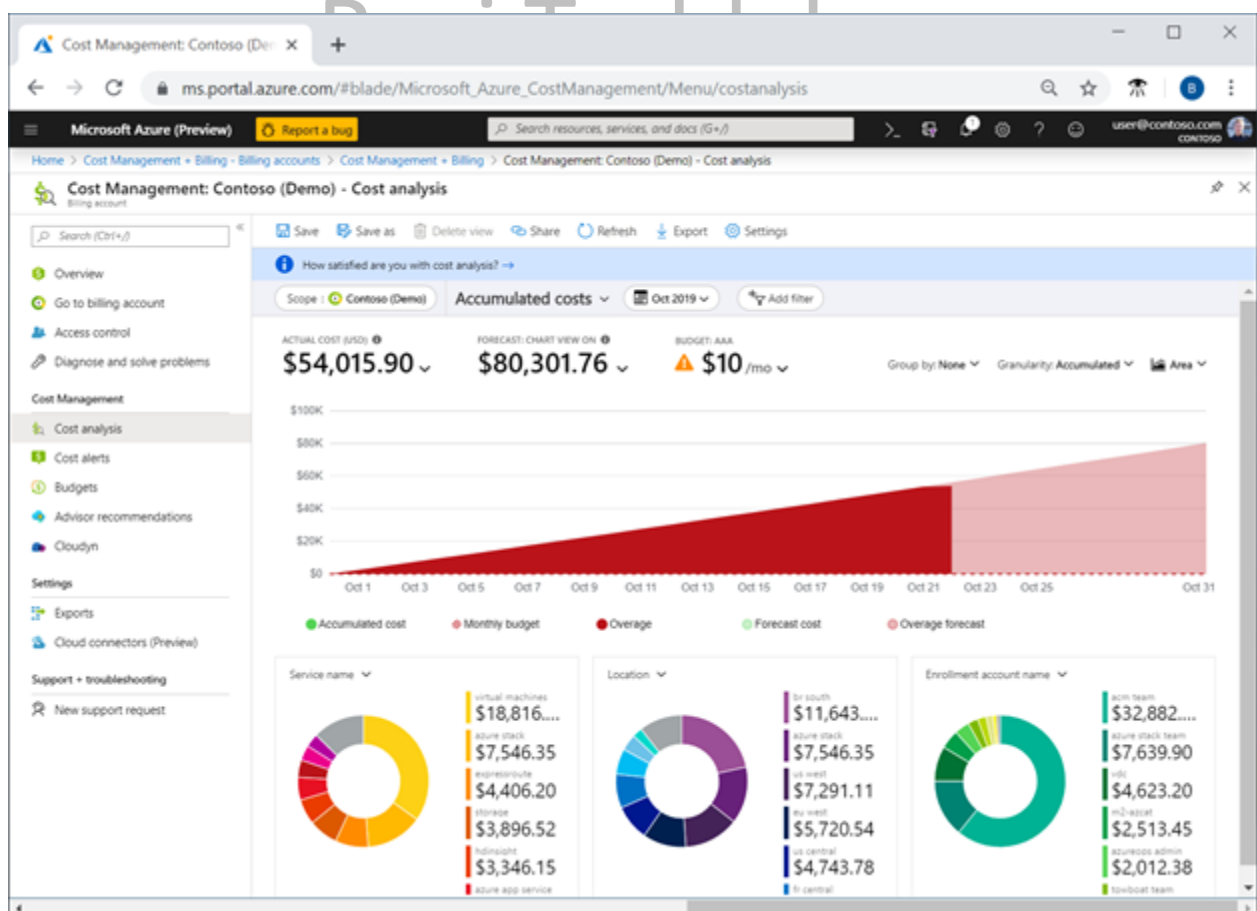 Cost Management: Contoso (Dem
ms.portal.azure.com/#blade/Microsoft_Azure_CostManagement/Menu/costanalysis
B
Microsoft Azure (Preview)
Report a bug
Search resources, services, and docs (G+/)
user@contoso.com
CONTOSO
Home > Cost Management + Billing - Billing accounts > Cost Management + Billing > Cost Management: Contoso (Demo) - Cost analysis
Cost Management: Contoso (Demo) - Cost analysis
Billing account
Search (Ctrl+/)
Overview
Go to billing account
Access control
Diagnose and solve problems
Cost Management
Cost analysis
Cost alerts
Budgets
Advisor recommendations
Cloudyn
Settings
Exports
Cloud connectors (Preview)
Support + troubleshooting
New support request
Save Save as Delete view Share Refresh Export Settings
How satisfied are you with cost analysis? →
Scope : Contoso (Demo) Accumulated costs Oct 2019 Add filter
ACTUAL COST (USD) FORECAST: CHART VIEW ON BUDGET: AAA
$54,015.90 $80,301.76 $10 /mo
Group by: None Granularity: Accumulated Area
$100K
$80K
$60K
$40K
$20K
$0
Oct 1 Oct 3 Oct 5 Oct 7 Oct 9 Oct 11 Oct 13 Oct 15 Oct 17 Oct 19 Oct 21 Oct 23 Oct 25 Oct 31
Accumulated cost Monthly budget Overage Forecast cost Overage forecast
Service name
virtual machines
$18,816....
azure stack
$7,546.35
expressroute
$4,406.20
storage
$3,896.52
hdinsight
$3,346.15
azure app service
Location
br south
$11,643....
azure stack
$7,546.35
us west
$7,291.11
eu west
$5,720.54
us central
$4,743.78
fr central
Enrollment account name
acm team
$32,882....
azure stack team
$7,639.90
vdc
$4,623.20
m2-azcat
$2,513.45
azureops admin
$2,012.38
towboat team